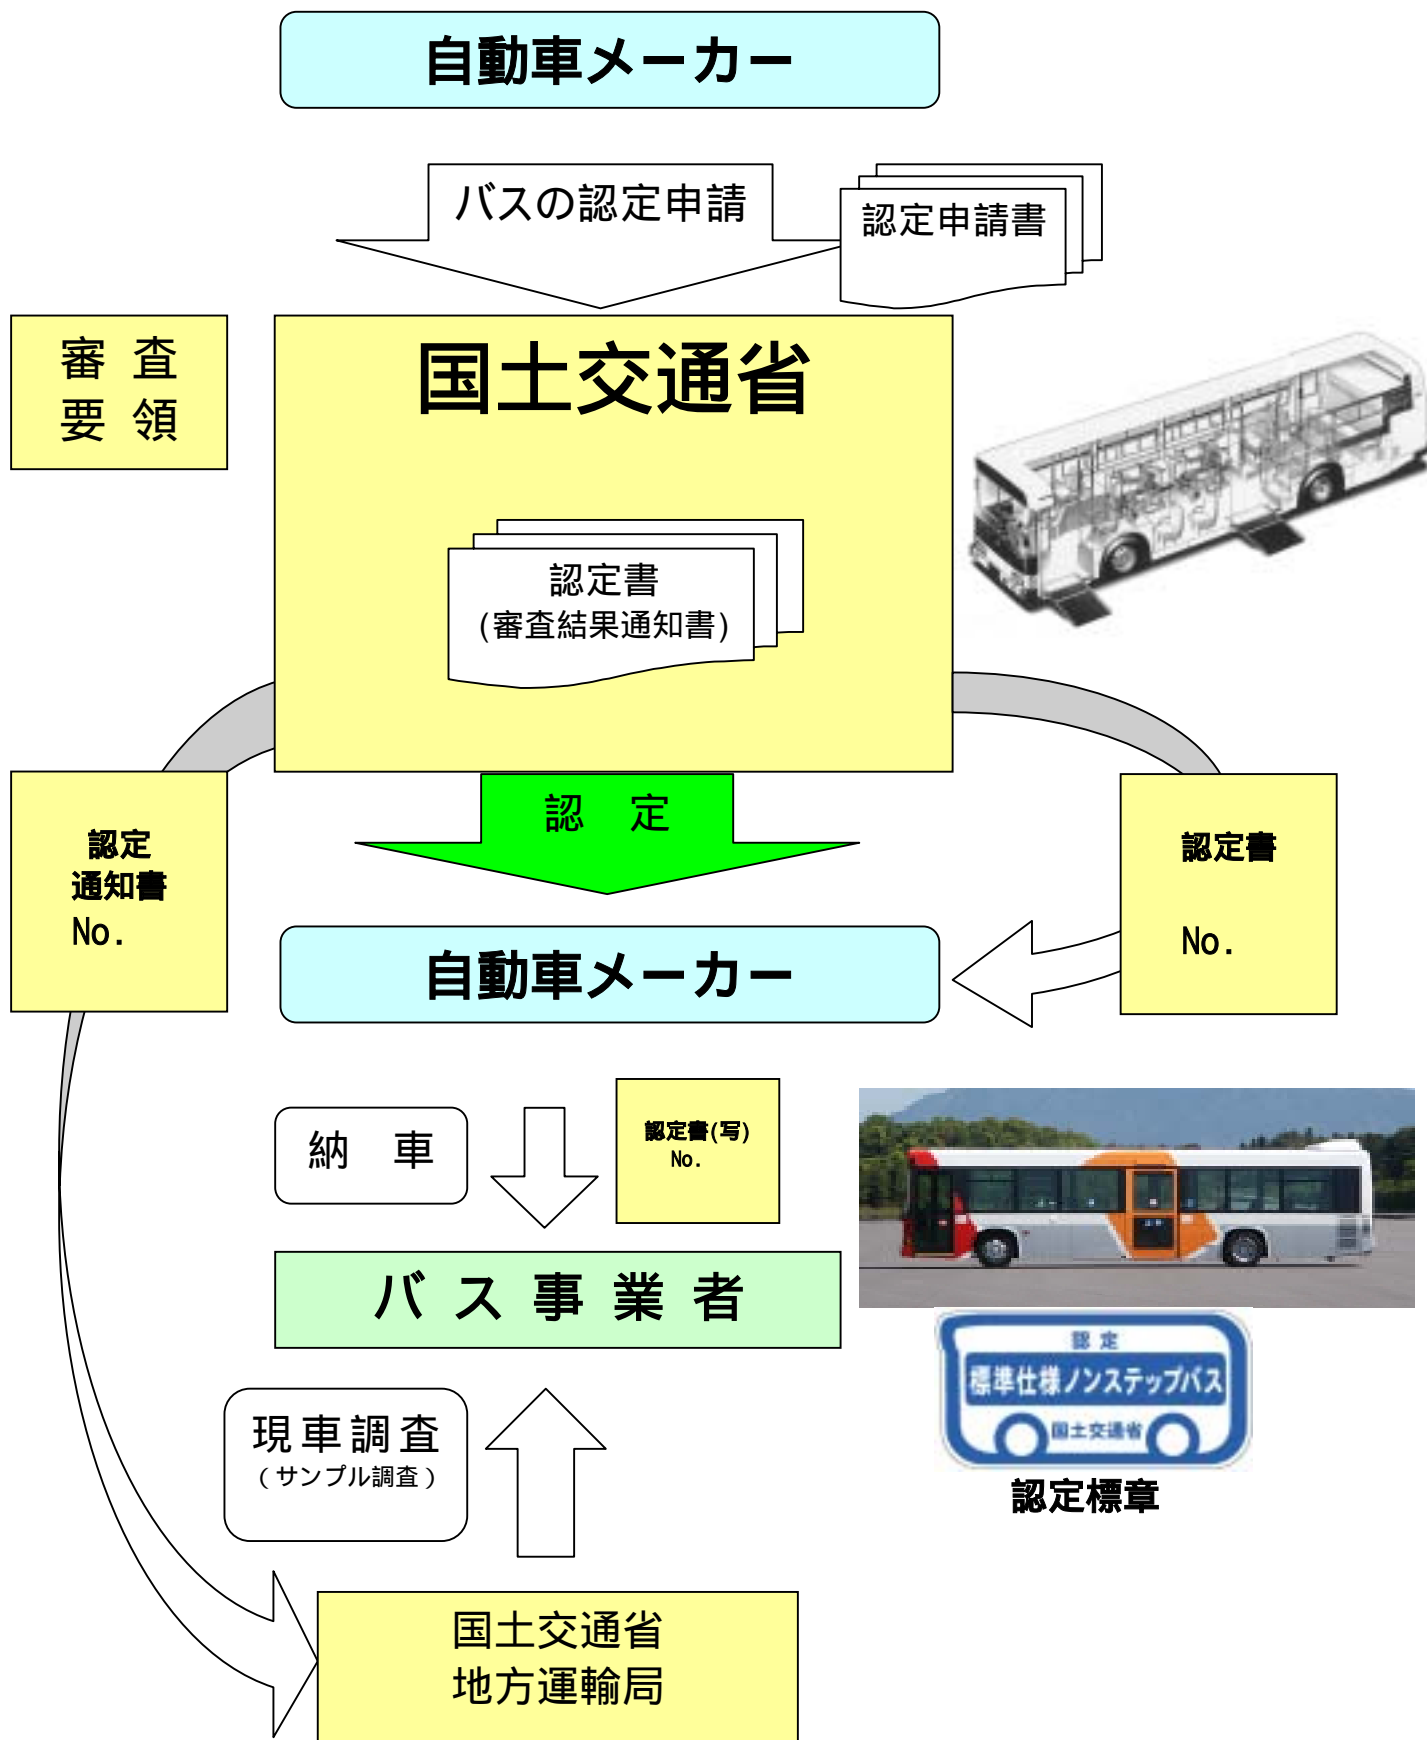 自動車メーカー
バスの認定申請
認定申請書
審 査
要 領
国土交通省
認定書
(審査結果通知書)
認 定
認定
通知書
No.
認定書
No.
自動車メーカー
納 車
認定書(写)
No.
バス事業者
認 定
標準仕様ノンステップバス
国土交通省
認定標章
現車調査
(サンプル調査)
国土交通省
地方運輸局